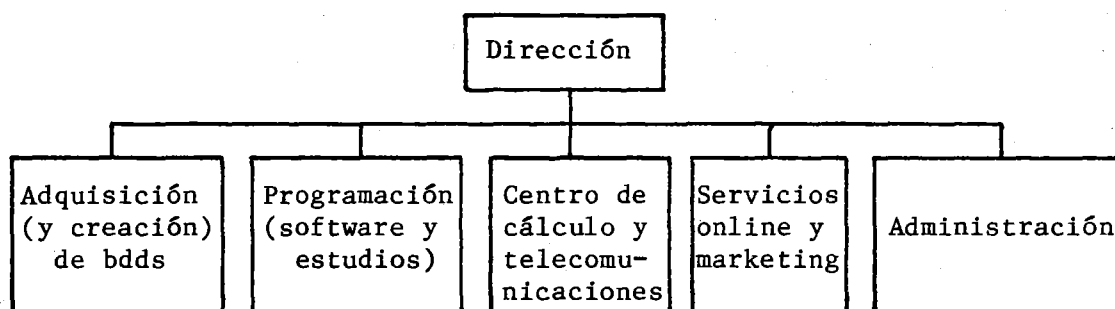 Dirección
Adquisición
(y creación)
de bdds
Programación
(software y
estudios)
Centro de
cálculo y
telecomu-
nicaciones
Servicios
online y
marketing
Administración